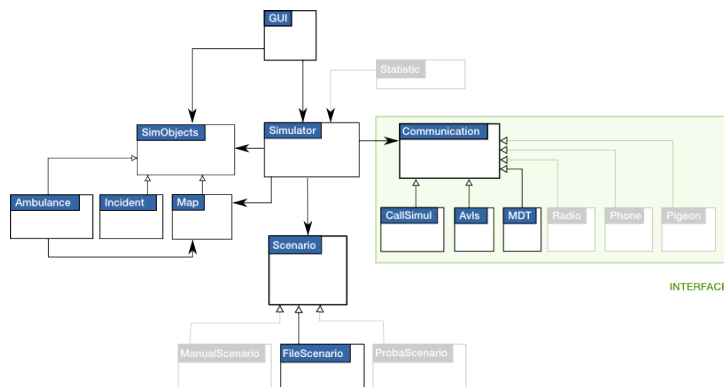 GUI
Statistic
SimObjects
Simulator
Communication
Ambulance
Incident
Map
CallSimul
Avls
MDT
Radio
Phone
Pigeon
Scenario
INTERFACE
ManualScenario
FileScenario
ProbaScenario